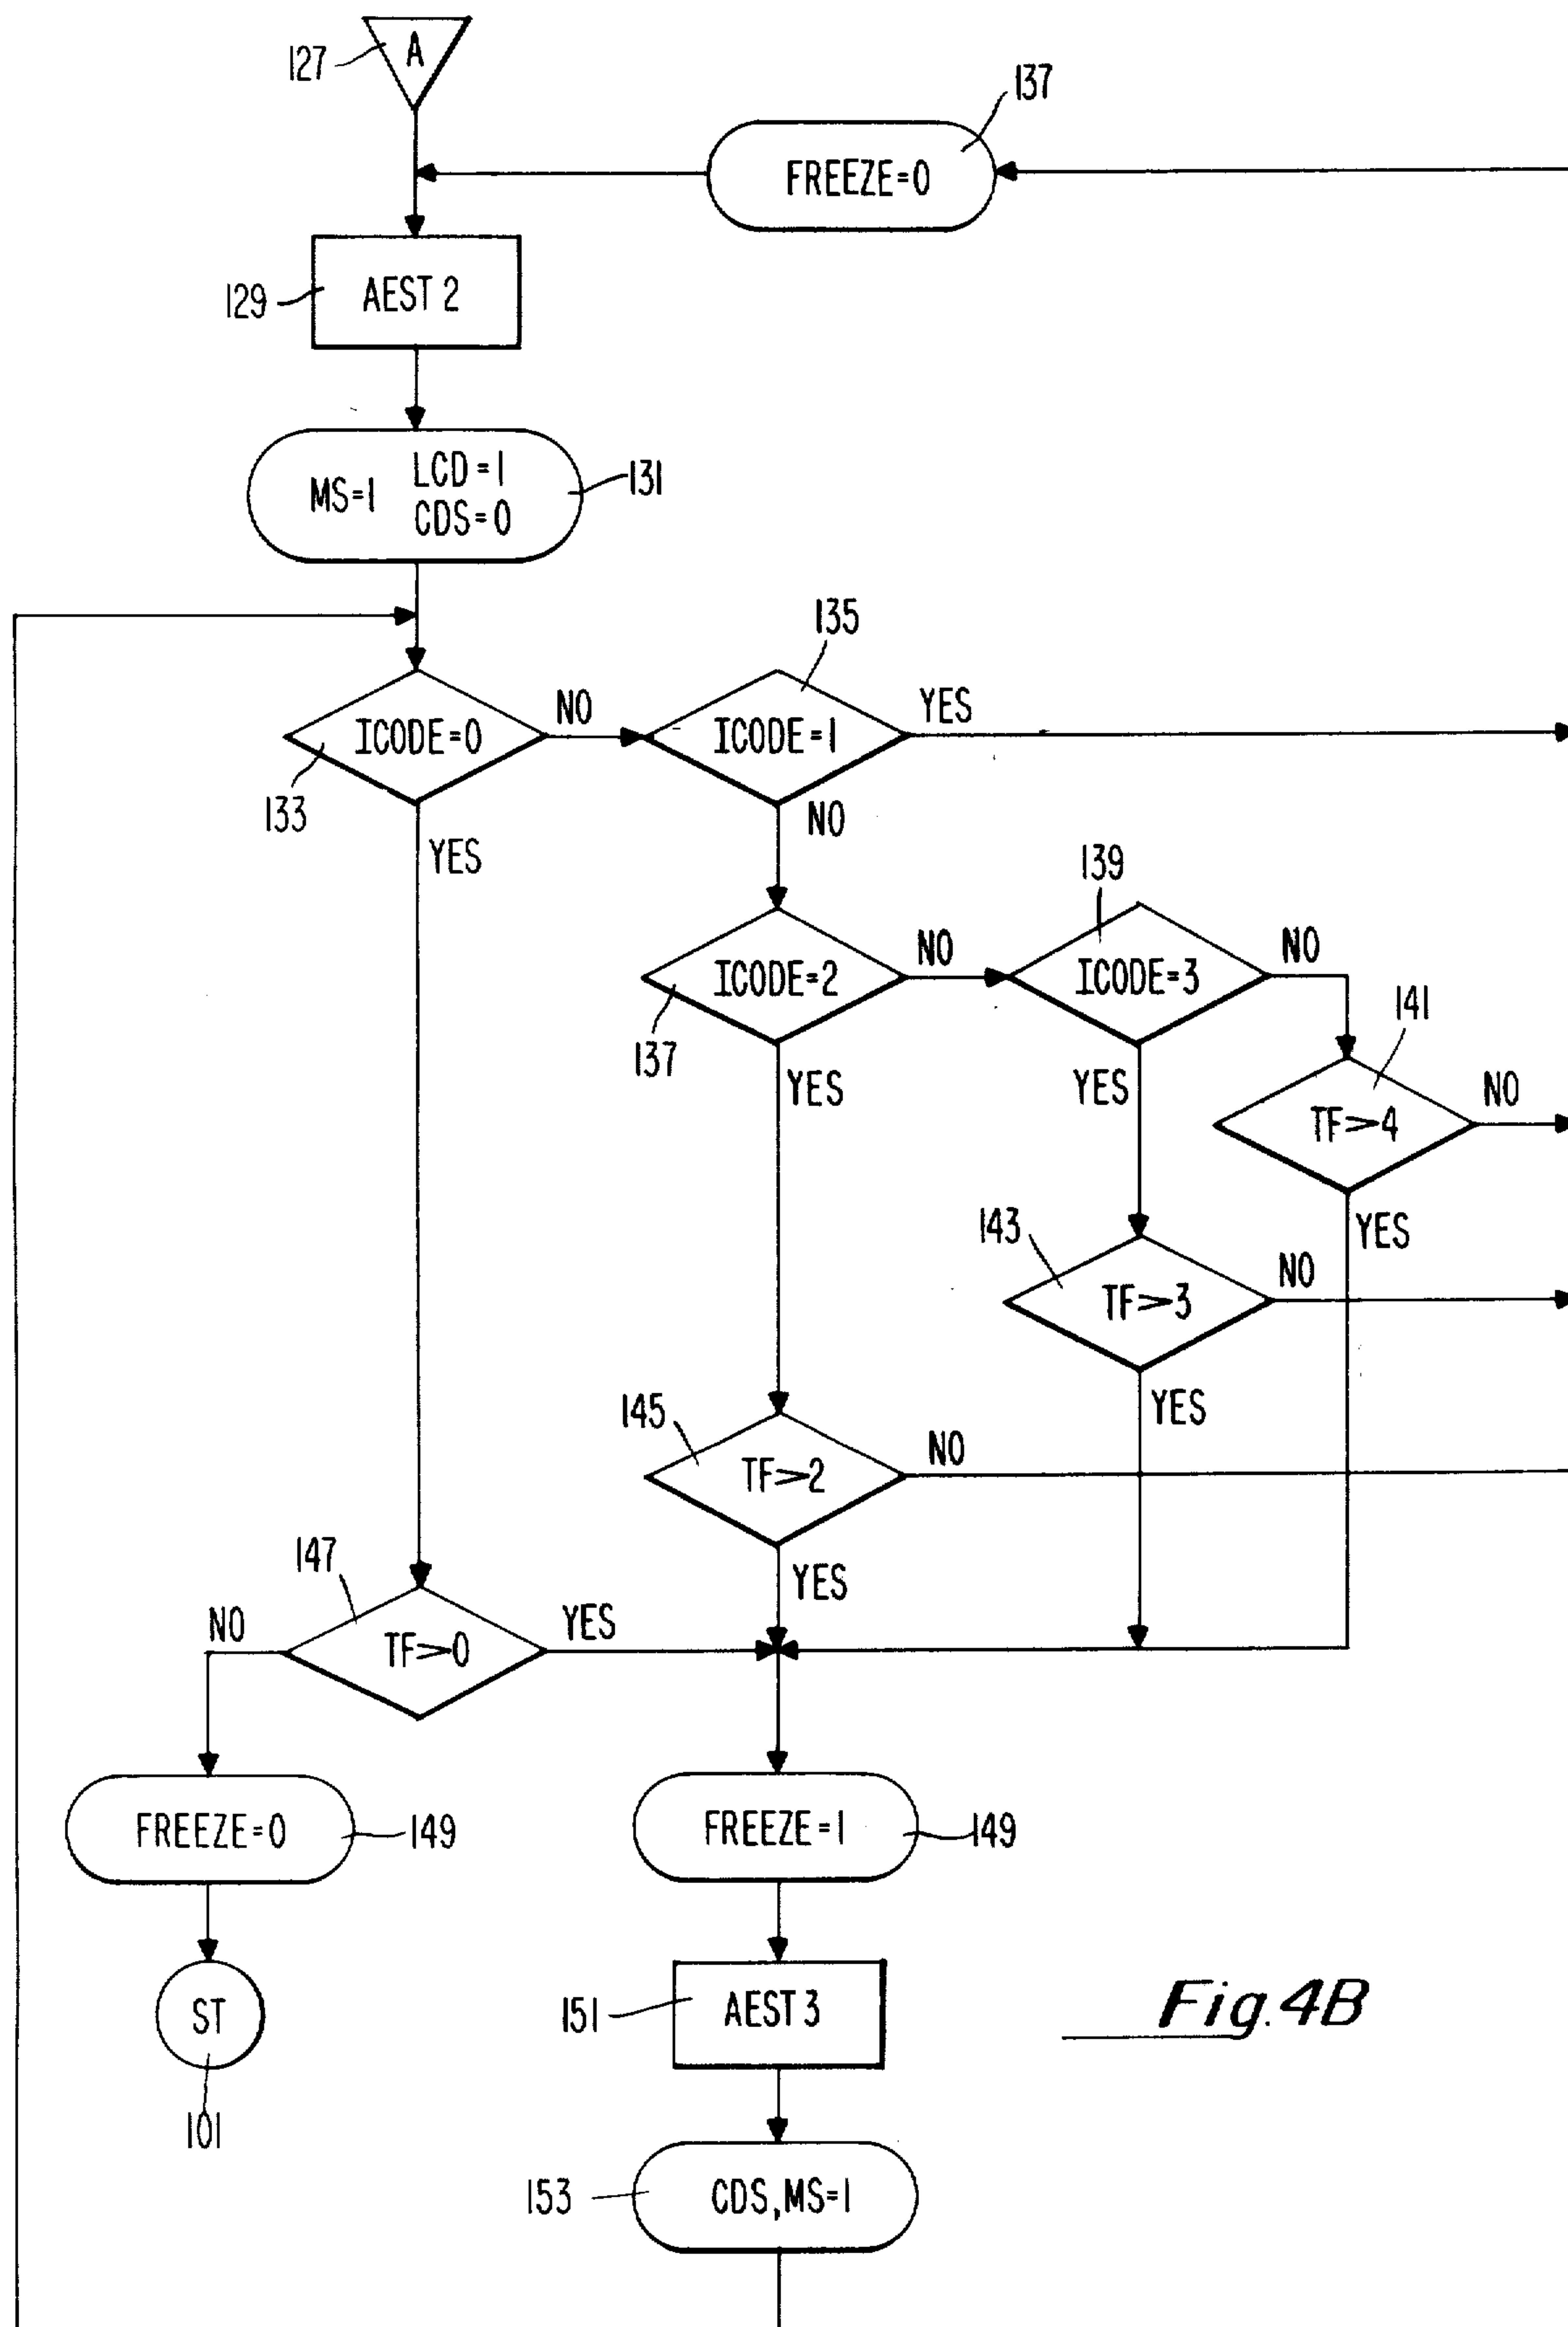 127
A
137
FREEZE=0
129
AEST 2
MS=1
LCD=1
CDS=0
131
135
ICODE=0
NO
ICODE=1
YES
133
YES
NO
139
ICODE=2
NO
ICODE=3
NO
141
137
YES
YES
TF>4
NO
YES
143
TF>3
NO
YES
145
TF>2
NO
YES
147
NO
TF>0
YES
FREEZE=0
149
FREEZE=1
149
ST
101
151
AEST 3
Fig. 4B
153
CDS,MS=1